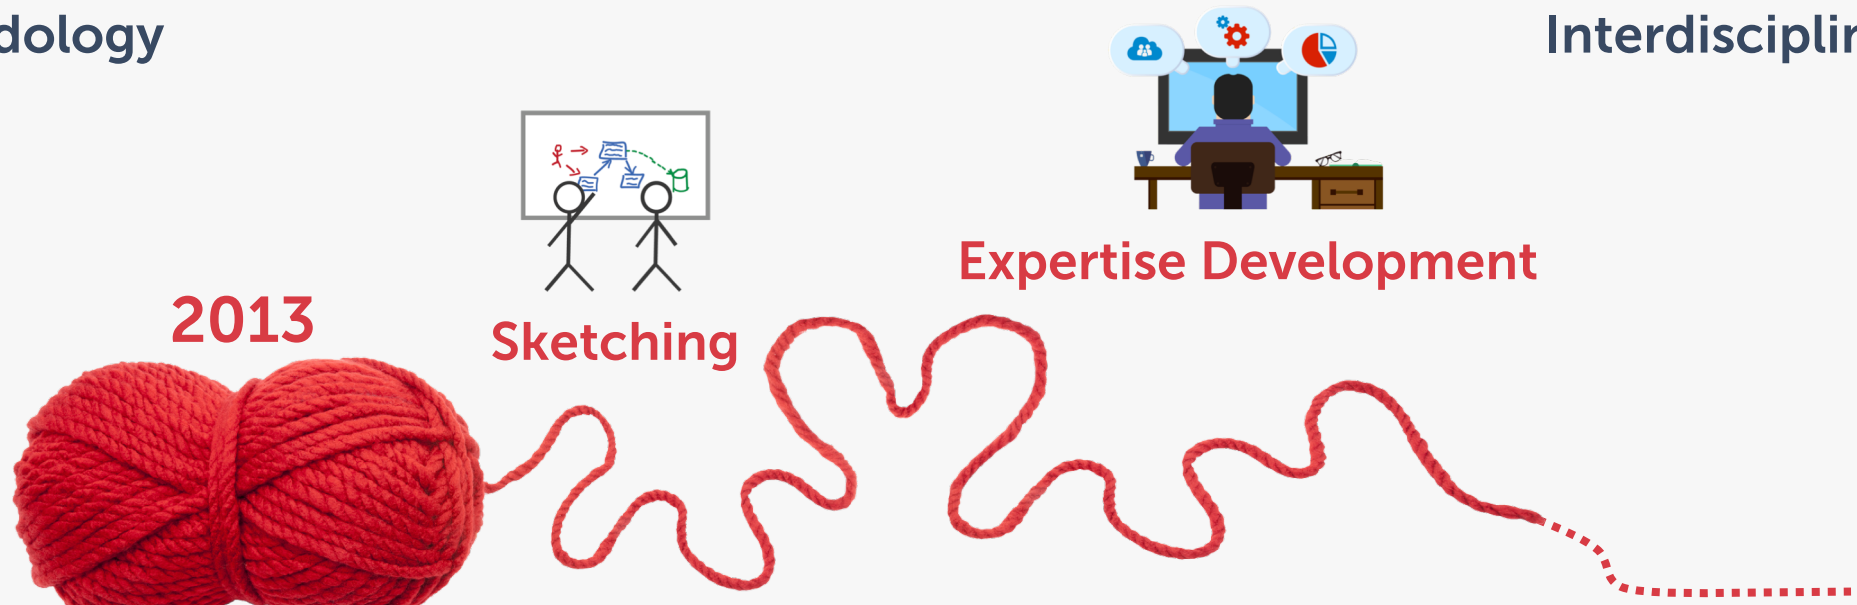 dology
Interdisciplin
Expertise Development
2013
Sketching